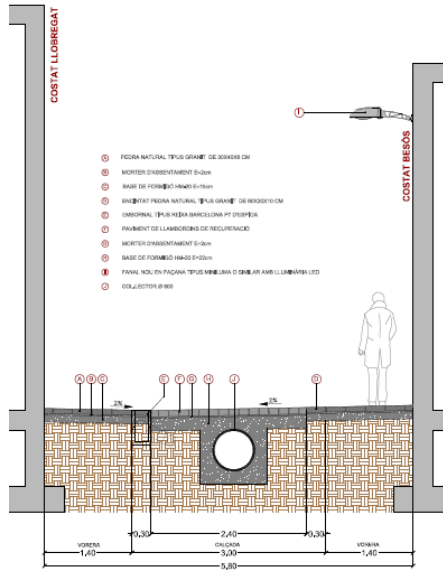 COSTAT LLOBREGAT
COSTAT BESÒS
I
A PEDRA NATURAL TIPUS GRANIT DE 30X40X8 CM
B MORTER D'ASSENTAMENT E=2cm
C BASE DE FORMIGÓ HM-20 E=15cm
D ENCINTAT PEDRA NATURAL TIPUS GRANIT DE 60X30X10 CM
E EMBORNAL TIPUS REIXA BARCELONA P7 D'ESPIGA
F PAVIMENT DE LLAMBORDINS DE RECUPERACIÓ
G MORTER D'ASSENTAMENT E=3cm
H BASE DE FORMIGÓ HM-20 E=22cm
I FANAL NOU EN FAÇANA TIPUS MINILUMA O SIMILAR AMB LLUMINÀRIA LED
J COL.LECTOR Ø 600
A B C E F G H J D
2% 2%
0,30 2,40 0,30
VORERA CALÇADA VORERA
1,40 3,00 1,40
5,80